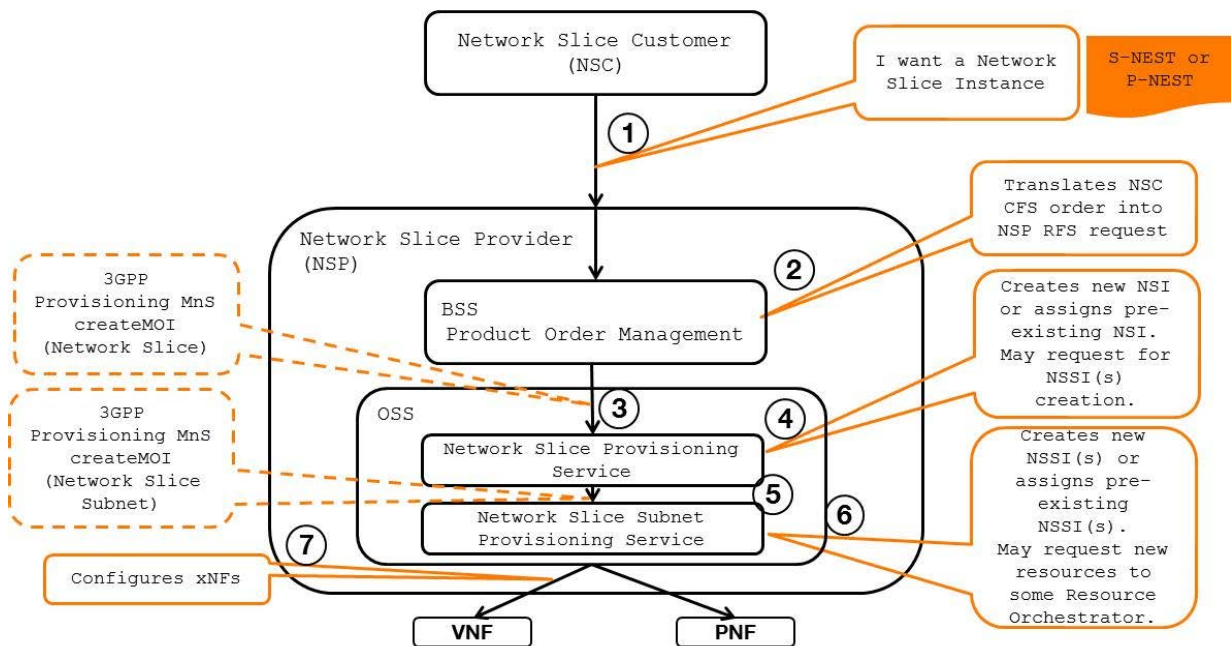 Network Slice Customer
(NSC)
I want a Network
Slice Instance
S-NEST or
P-NEST
1
Translates NSC
CFS order into
NSP RFS request
Network Slice Provider
(NSP)
2
3GPP
Provisioning MnS
createMOI
(Network Slice)
BSS
Product Order Management
Creates new NSI
or assigns pre-
existing NSI.
May request for
NSSI(s)
creation.
3
OSS
4
3GPP
Provisioning MnS
createMOI
(Network Slice
Subnet)
Network Slice Provisioning
Service
Creates new
NSSI(s) or
assigns pre-
existing
NSSI(s).
May request new
resources to
some Resource
Orchestrator.
5
Network Slice Subnet
Provisioning Service
6
7
Configures xNFs
VNF
PNF